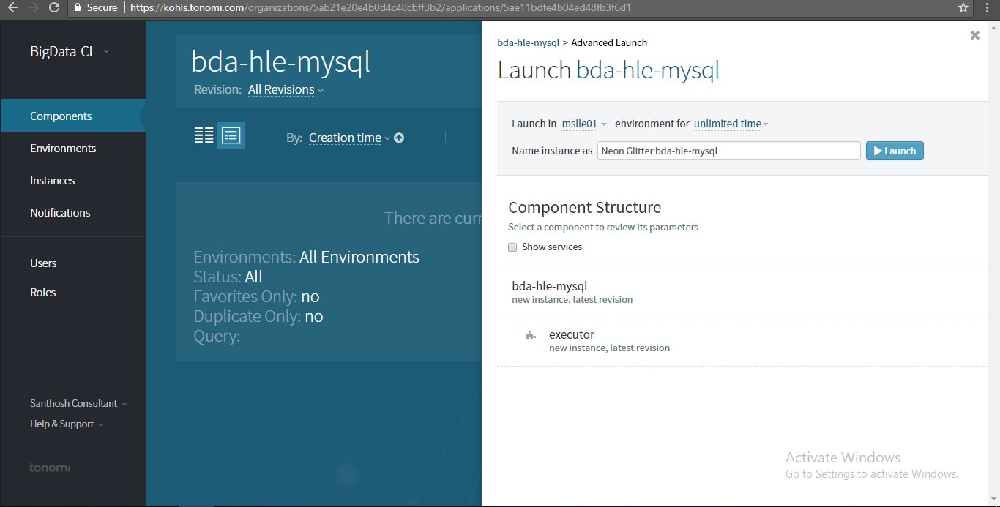 Secure https://kohls.tonomi.com/organizations/5ab21e20e4b0d4c48cbff3b2/applications/5ae11bdfe4b04ed48fb3f6d1
BigData-CI
Components
Environments
Instances
Notifications
Users
Roles
Santhosh Consultant
Help & Support
tonomi
bda-hle-mysql
Revision: All Revisions
By: Creation time
There are curr
Environments: All Environments
Status: All
Favorites Only: no
Duplicate Only: no
Query:
bda-hle-mysql > Advanced Launch
Launch bda-hle-mysql
Launch in mslle01 environment for unlimited time
Name instance as Neon Glitter bda-hle-mysql Launch
Component Structure
Select a component to review its parameters
Show services
bda-hle-mysql
new instance, latest revision
executor
new instance, latest revision
Activate Windows
Go to Settings to activate Windows.